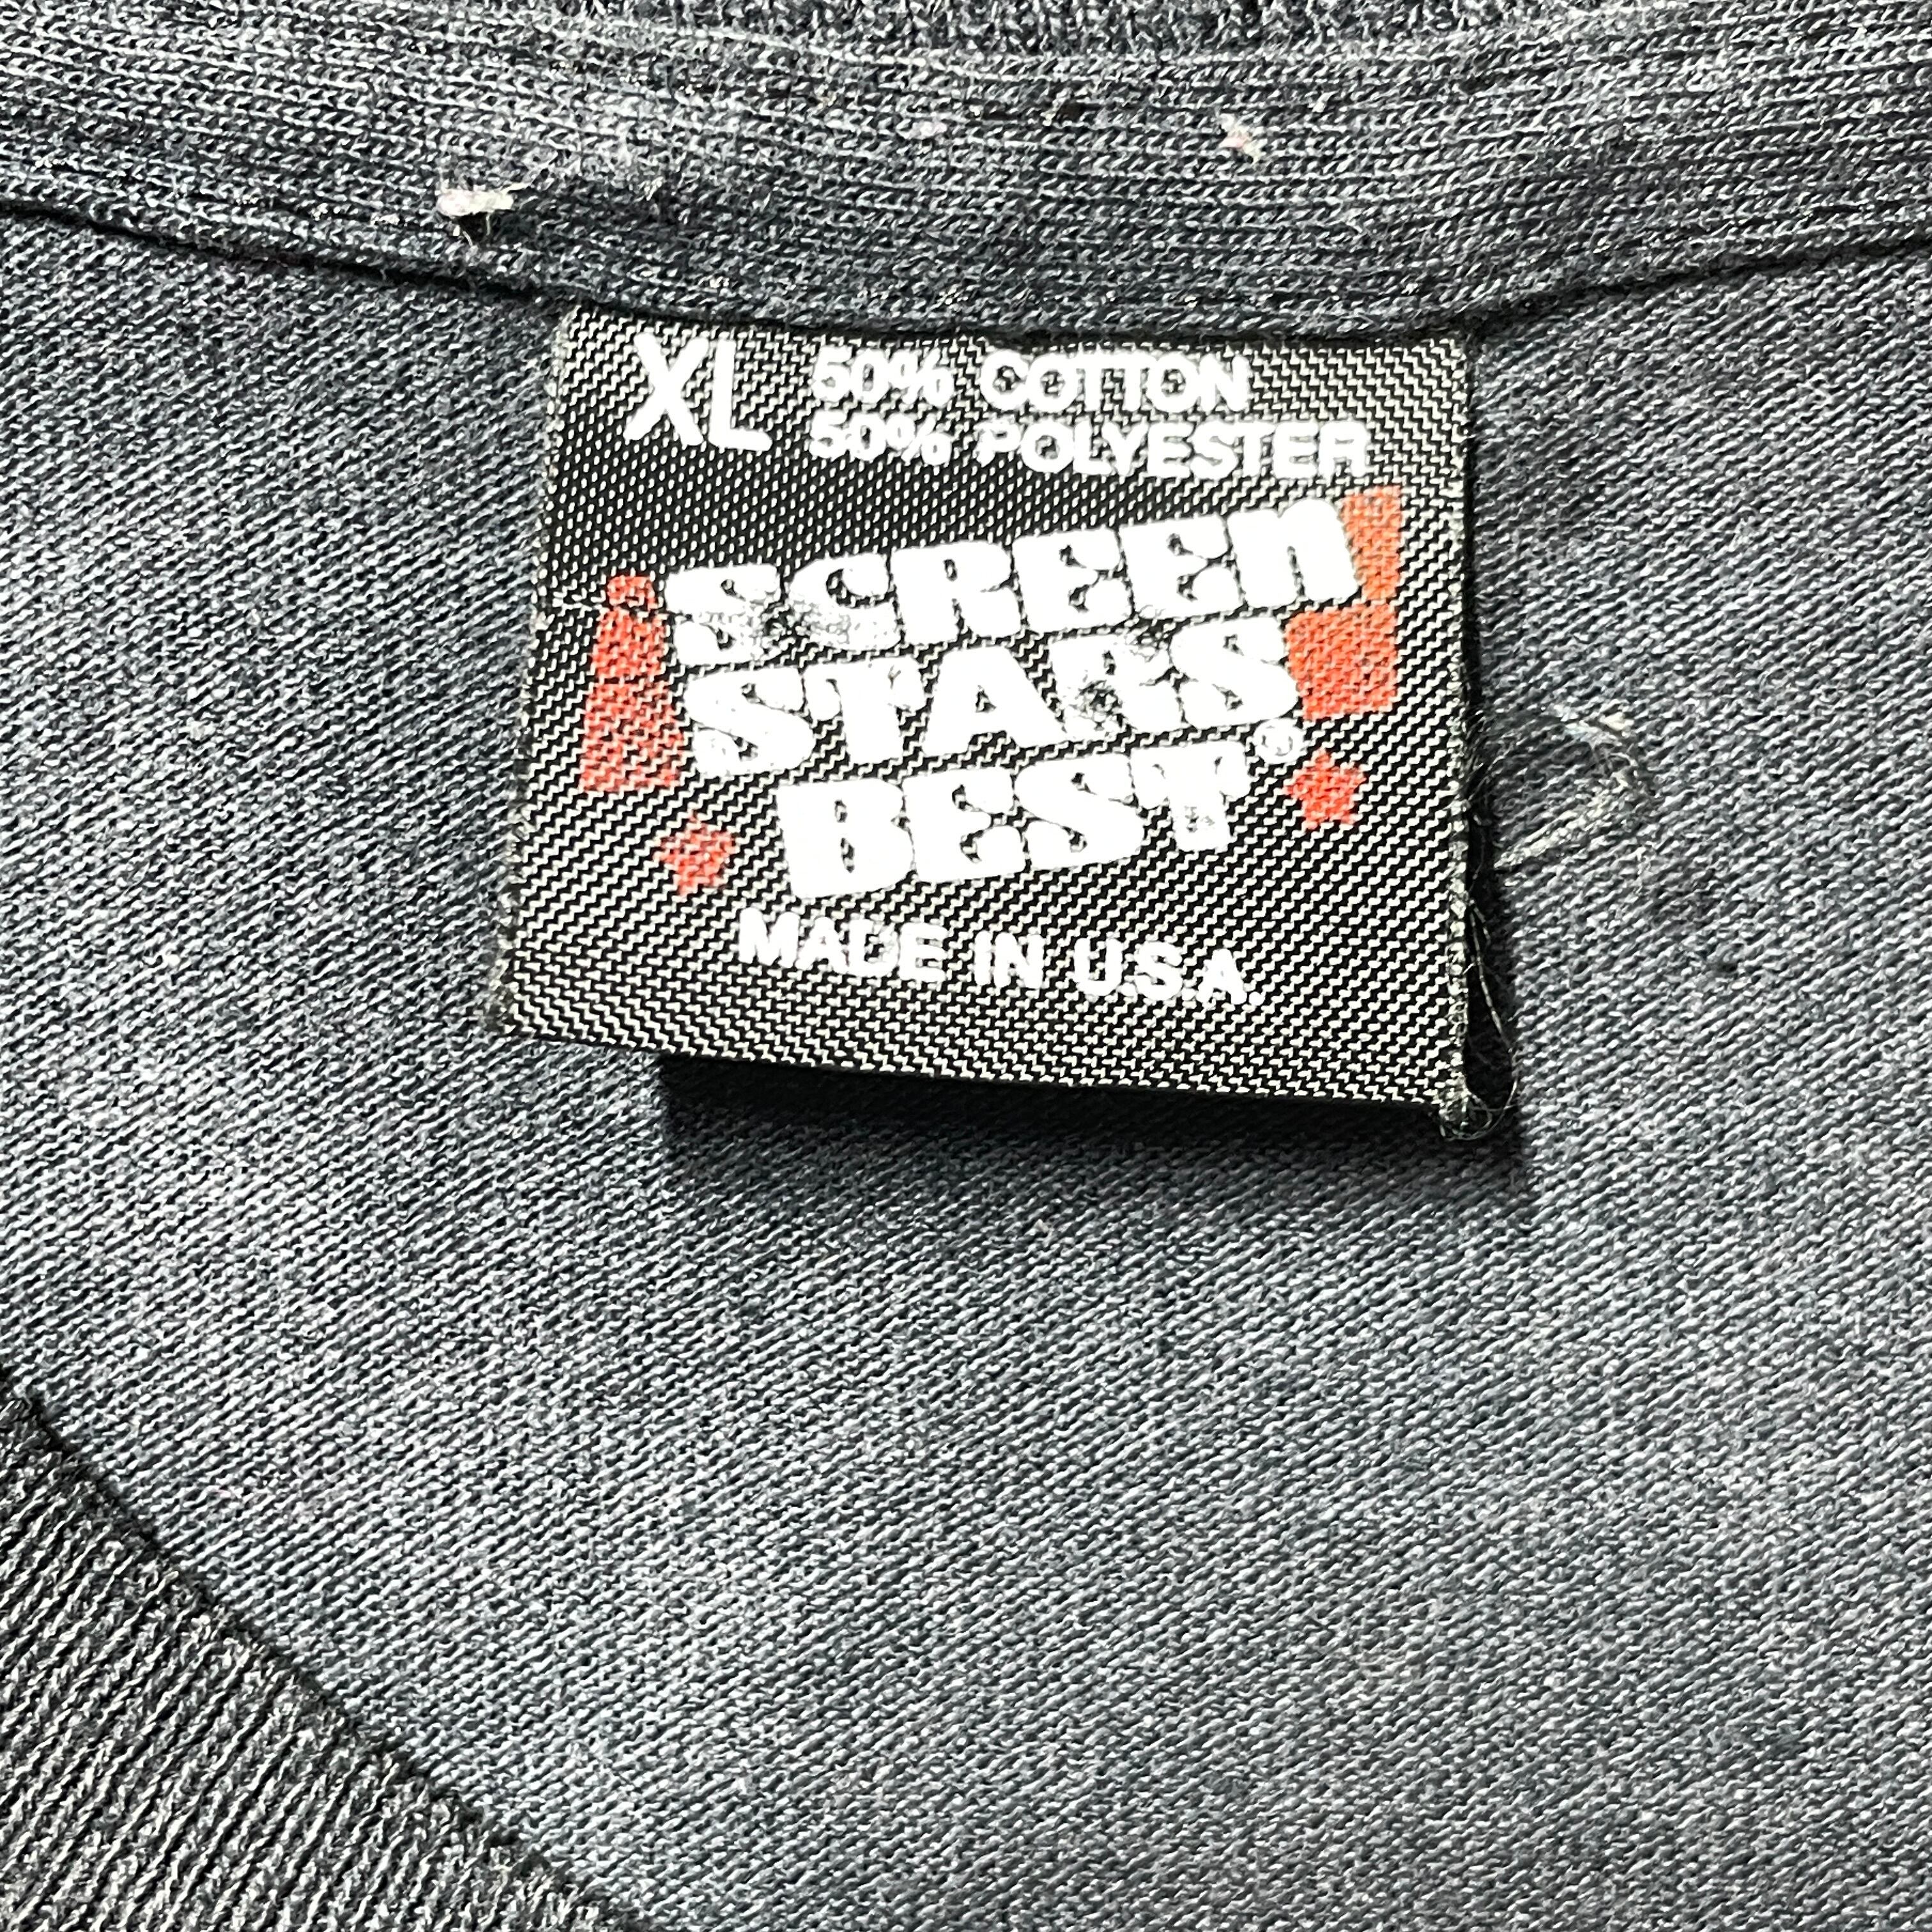 XL 50% COTTON
50% POLYESTER
SCREEN
STARS
BEST®
MADE IN U.S.A.